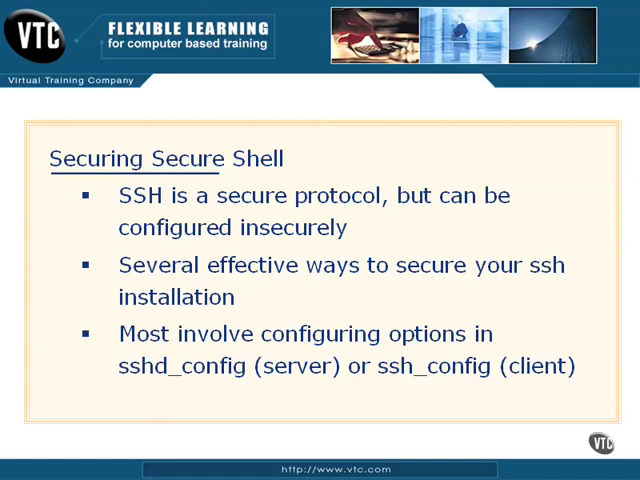 VTC
FLEXIBLE LEARNING
for computer based training
Virtual Training Company
Securing Secure Shell
▪ SSH is a secure protocol, but can be
configured insecurely
▪ Several effective ways to secure your ssh
installation
▪ Most involve configuring options in
sshd_config (server) or ssh_config (client)
VTC
http://www.vtc.com